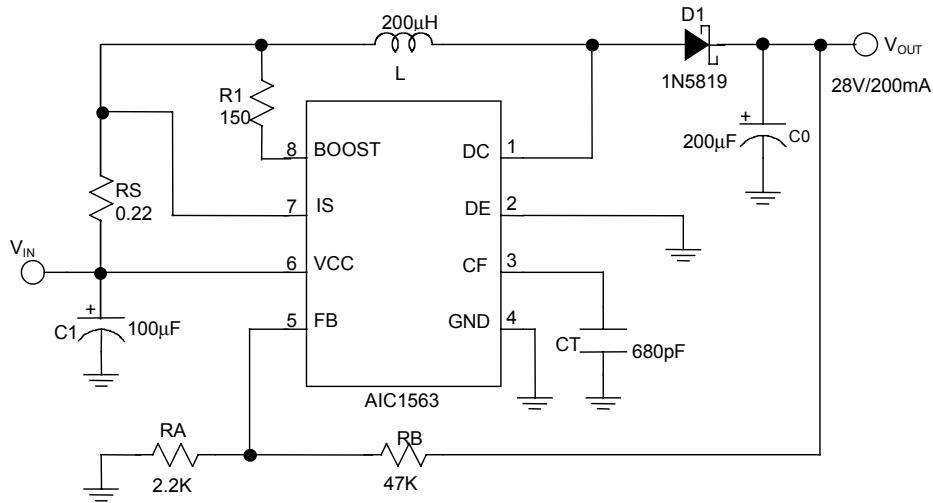 200µH
L
D1
1N5819
VOUT
28V/200mA
R1
150
8 BOOST
DC 1
200µF
+
C0
RS
0.22
7 IS
DE 2
VIN
6 VCC
CF 3
+
C1
100µF
5 FB
GND 4
CT
680pF
AIC1563
RA
2.2K
RB
47K